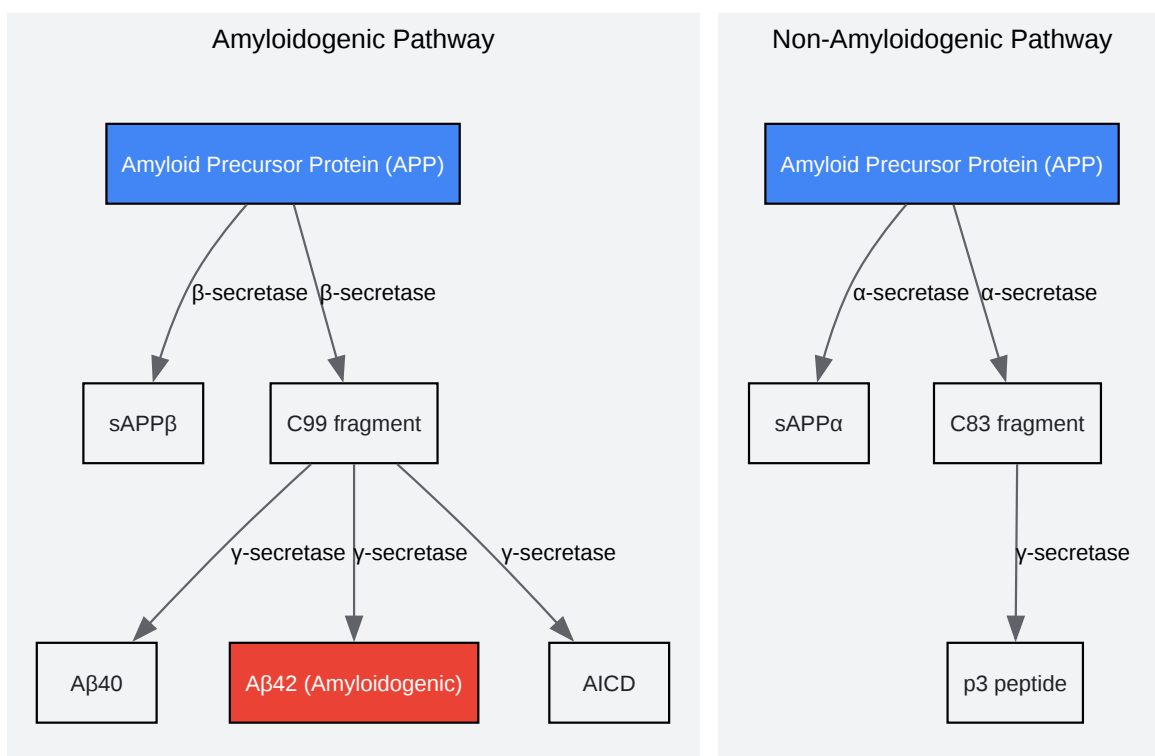 Amyloidogenic Pathway
Amyloid Precursor Protein (APP)
β-secretase
β-secretase
sAPPβ
C99 fragment
γ-secretase
γ-secretase
γ-secretase
Aβ40
Aβ42 (Amyloidogenic)
AICD
Non-Amyloidogenic Pathway
Amyloid Precursor Protein (APP)
α-secretase
α-secretase
sAPPα
C83 fragment
γ-secretase
p3 peptide